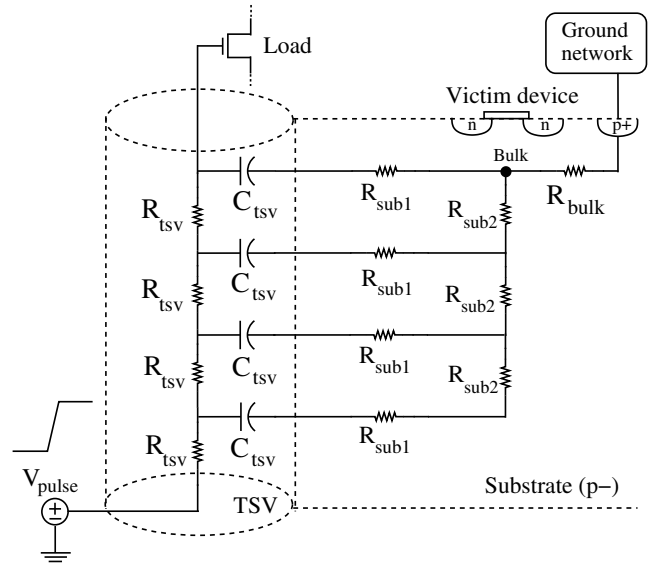 Load
Ground
network
Victim device
n
n
p+
Bulk
C_tsv
R_sub1
R_bulk
R_tsv
R_sub2
C_tsv
R_sub1
R_tsv
R_sub2
C_tsv
R_sub1
R_tsv
R_sub2
C_tsv
R_sub1
R_tsv
V_pulse
±
TSV
Substrate (p−)